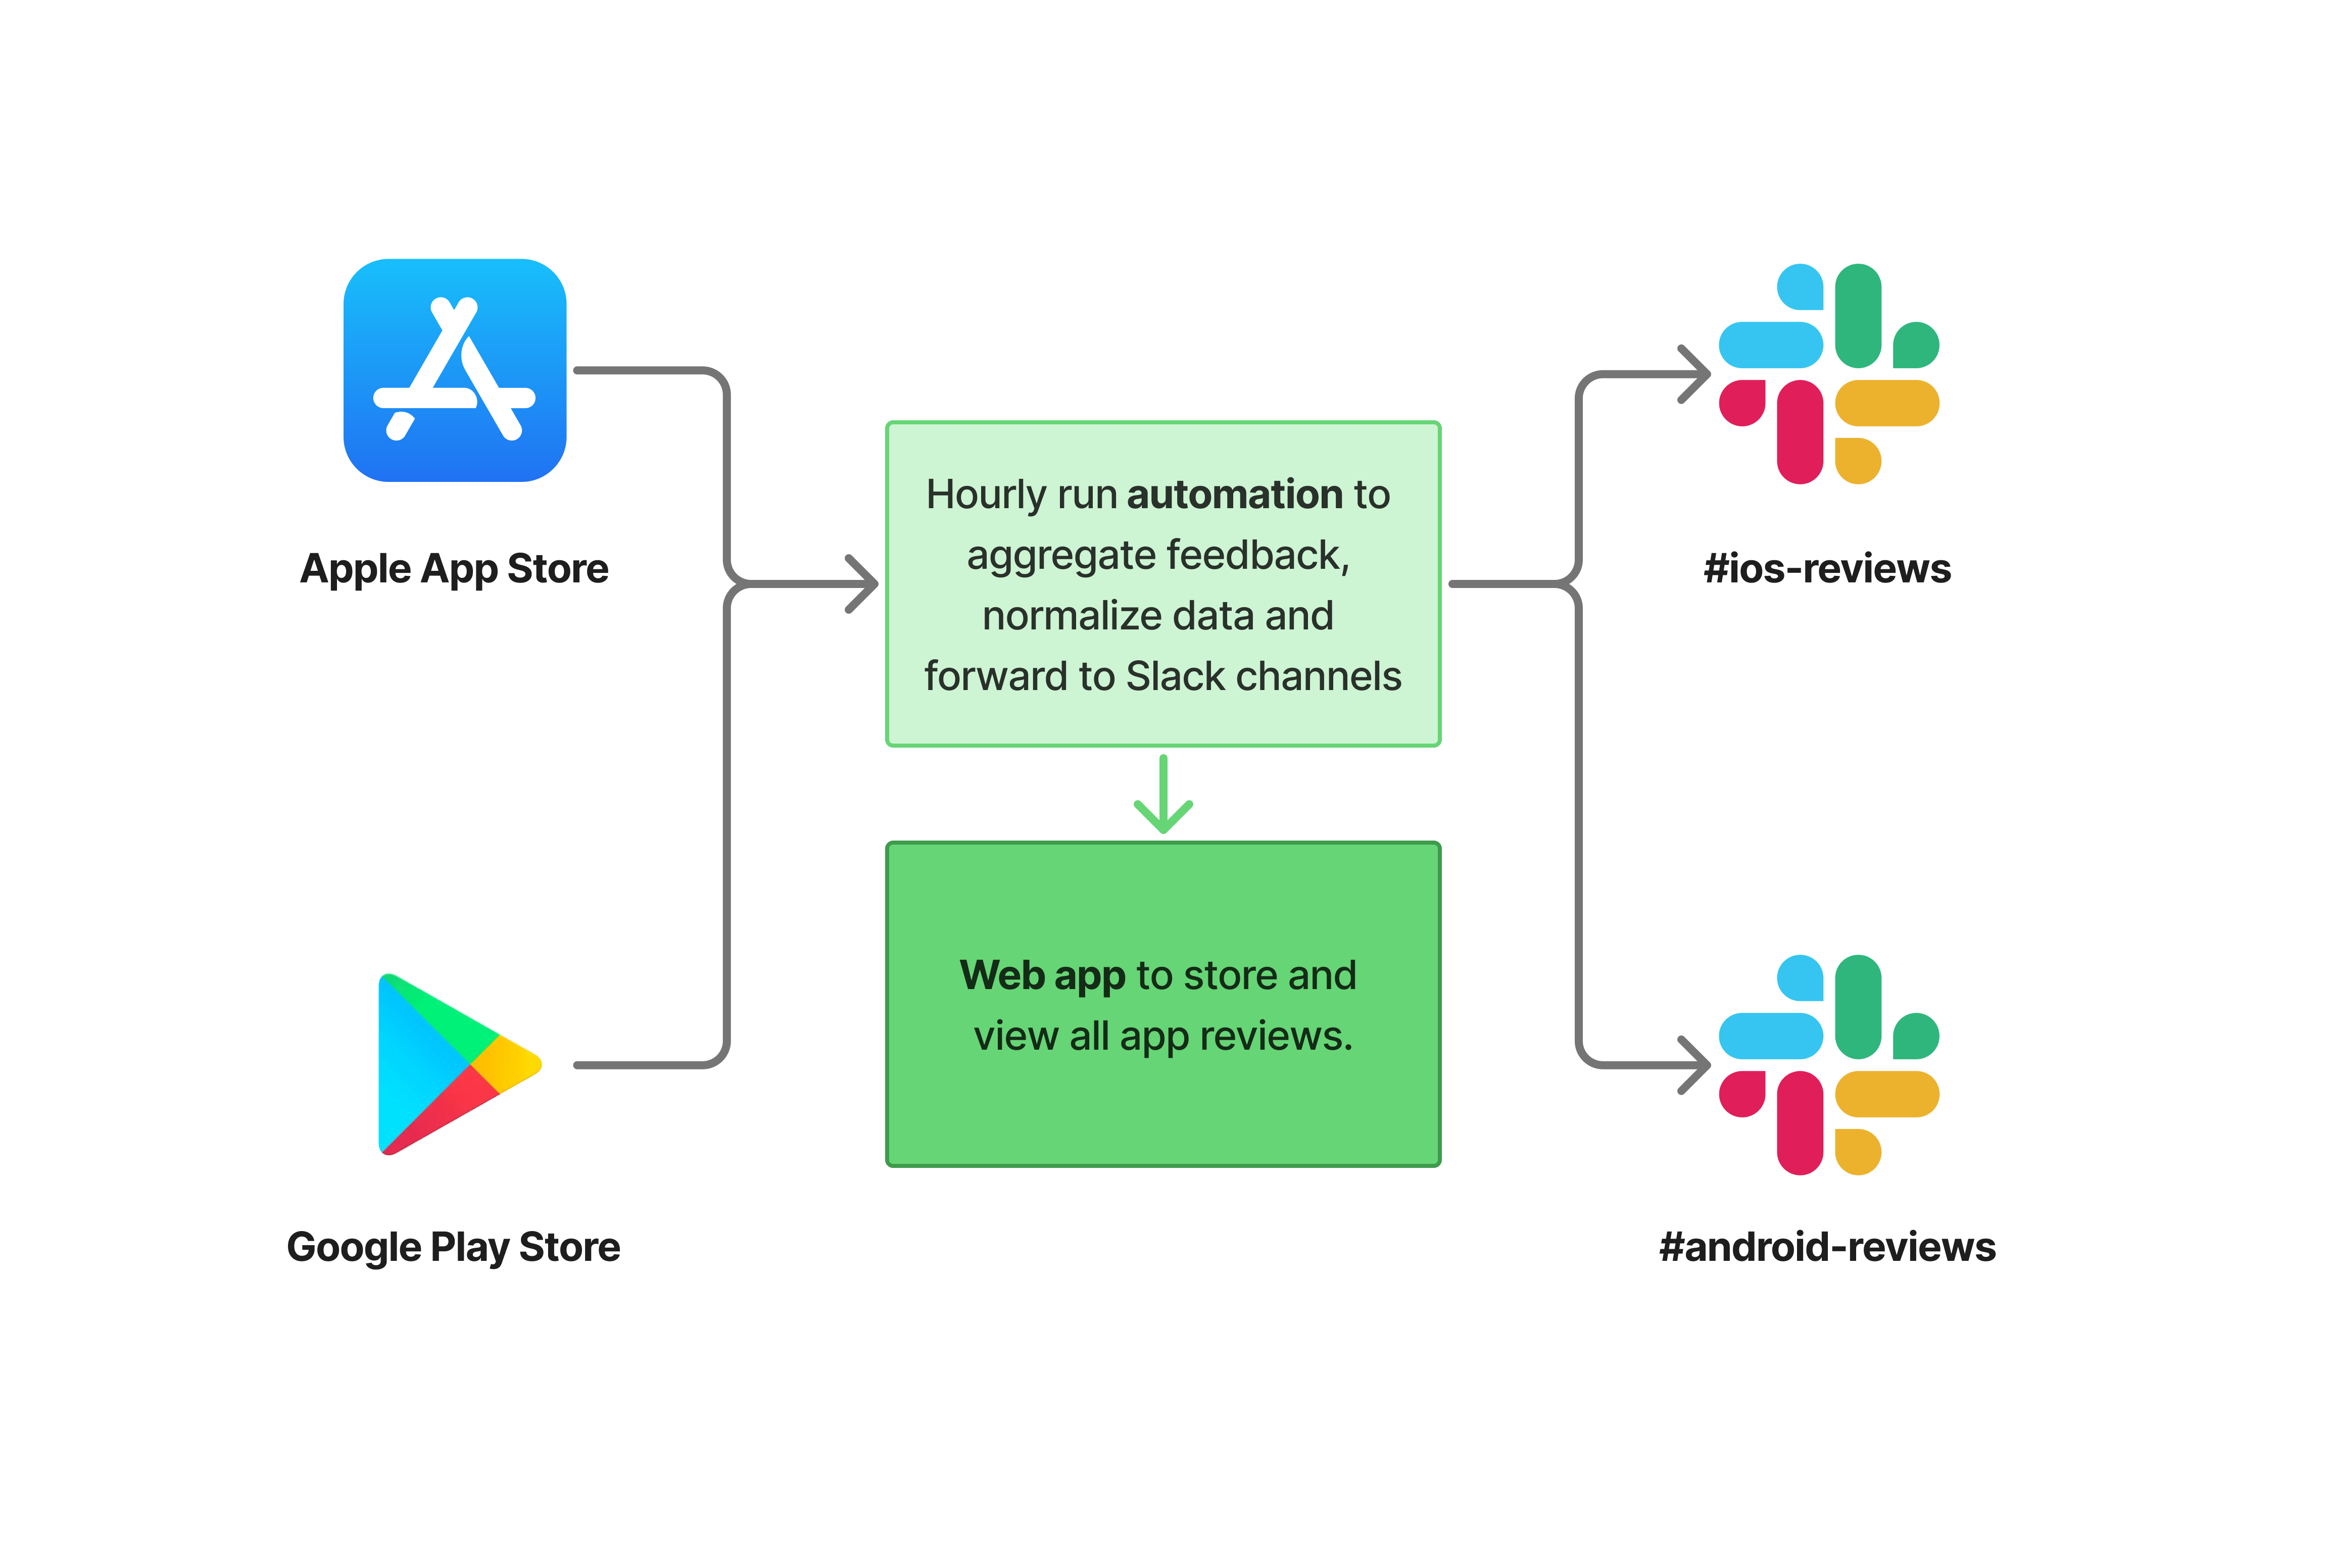 Apple App Store
Google Play Store
Hourly run automation to
aggregate feedback,
normalize data and
forward to Slack channels
Web app to store and
view all app reviews.
#ios-reviews
#android-reviews